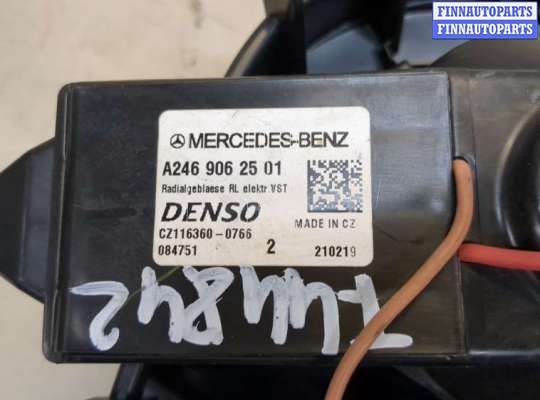 FINNAUTOPARTS
FINNAUTOPARTS
MERCEDES-BENZ
A246 906 25 01
Radialgeblaese RL elektr.VST
DENSO
MADE IN CZ
CZ116360-0766
084751 2 210219